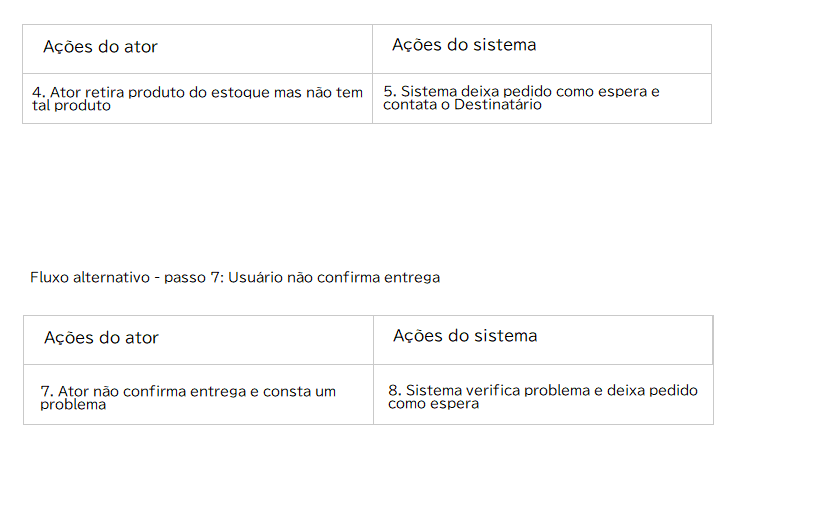 Ações do ator
Ações do sistema
4. Ator retira produto do estoque mas não tem
tal produto
5. Sistema deixa pedido como espera e
contata o Destinatário
Fluxo alternativo - passo 7: Usuário não confirma entrega
Ações do ator
Ações do sistema
7. Ator não confirma entrega e consta um
problema
8. Sistema verifica problema e deixa pedido
como espera